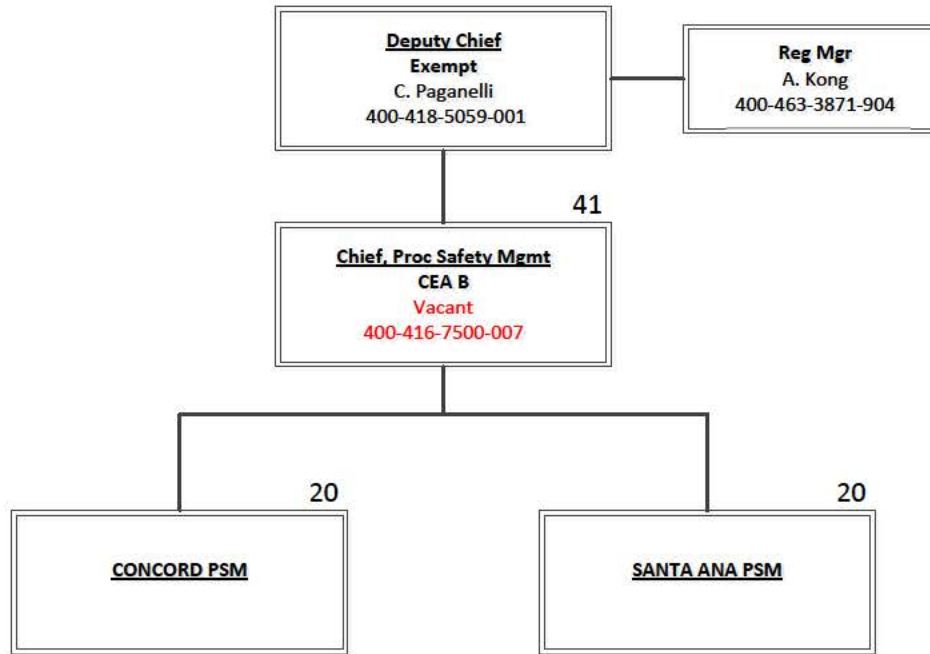 Deputy Chief
Exempt
C. Paganelli
400-418-5059-001
Reg Mgr
A. Kong
400-463-3871-904
41
Chief, Proc Safety Mgmt
CEA B
Vacant
400-416-7500-007
20
CONCORD PSM
20
SANTA ANA PSM